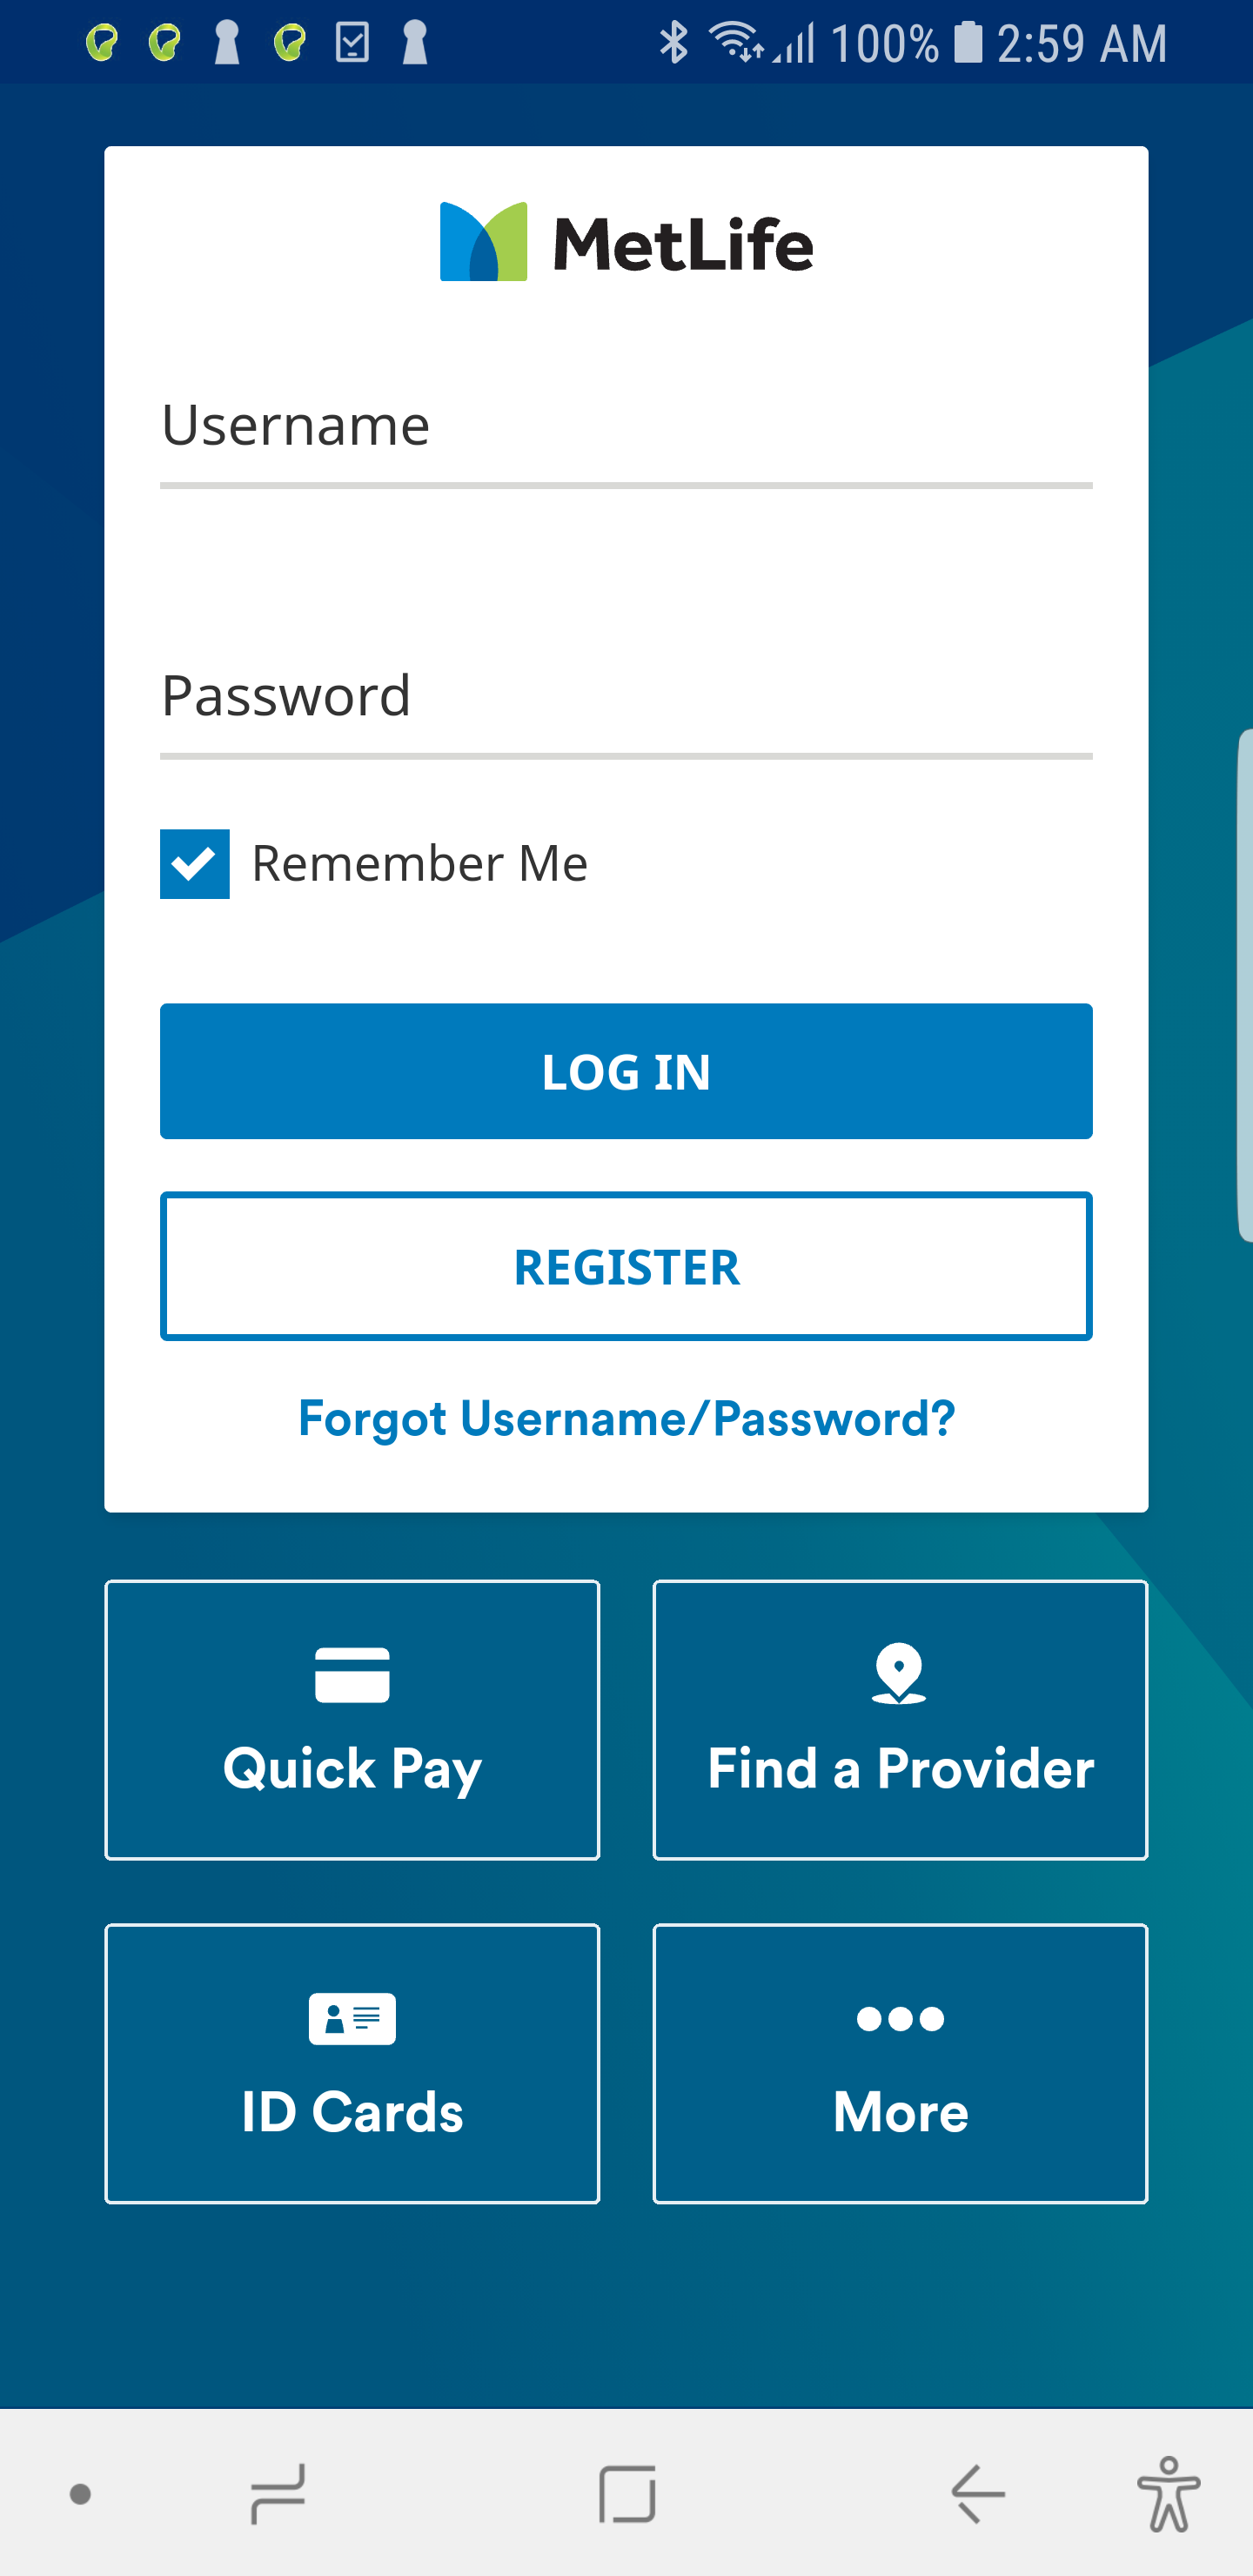 100% 2:59 AM
MetLife
Username
Password
Remember Me
LOG IN
REGISTER
Forgot Username/Password?
Quick Pay
Find a Provider
ID Cards
More